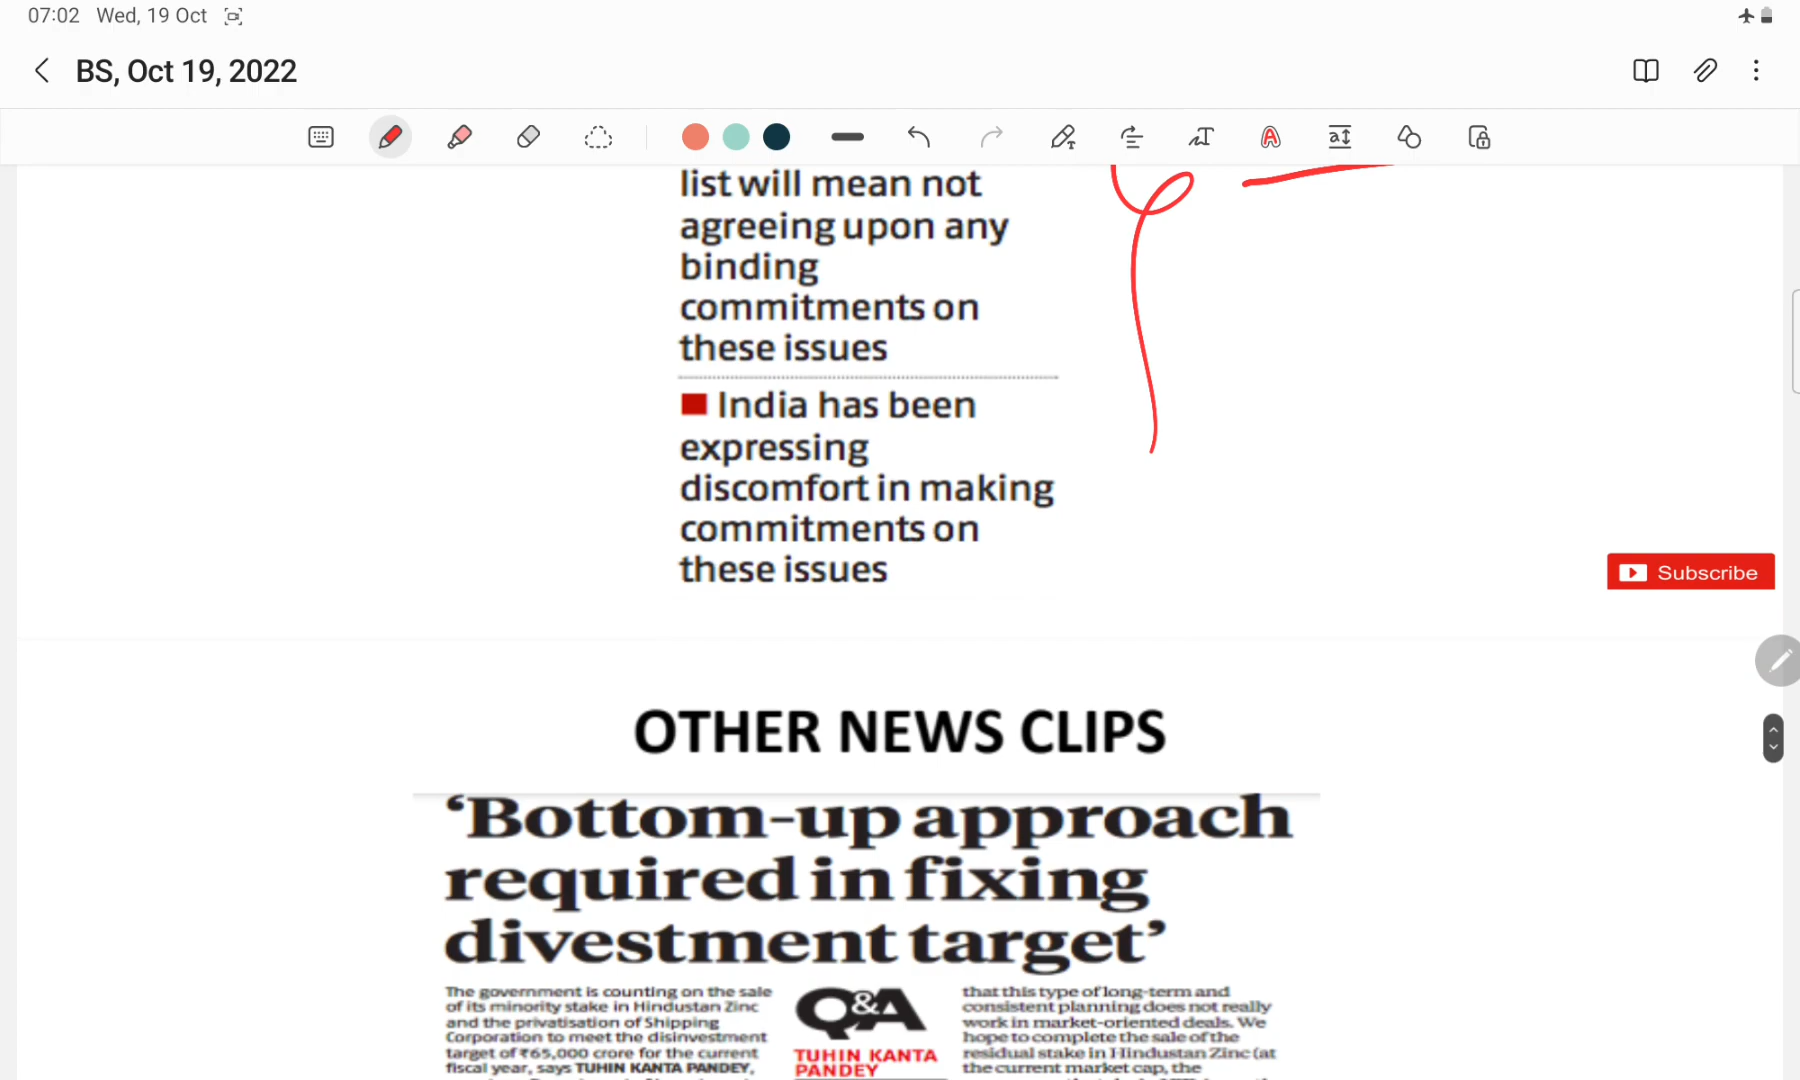 07:02 Wed, 19 Oct
BS, Oct 19, 2022
list will mean not
agreeing upon any
binding
commitments on
these issues
India has been
expressing
discomfort in making
commitments on
these issues
Subscribe
OTHER NEWS CLIPS
‘Bottom-up approach
required in fixing
divestment target’
The government is counting on the sale
of its minority stake in Hindustan Zinc
and the privatisation of Shipping
Corporation to meet the disinvestment
target of ₹65,000 crore for the current
fiscal year, says TUHIN KANTA PANDEY,
Q&A
TUHIN KANTA
PANDEY
that this type of long-term and
consistent planning does not really
work in market-oriented deals. We
hope to complete the sale of the
residual stake in Hindustan Zinc (at
the current market cap, the